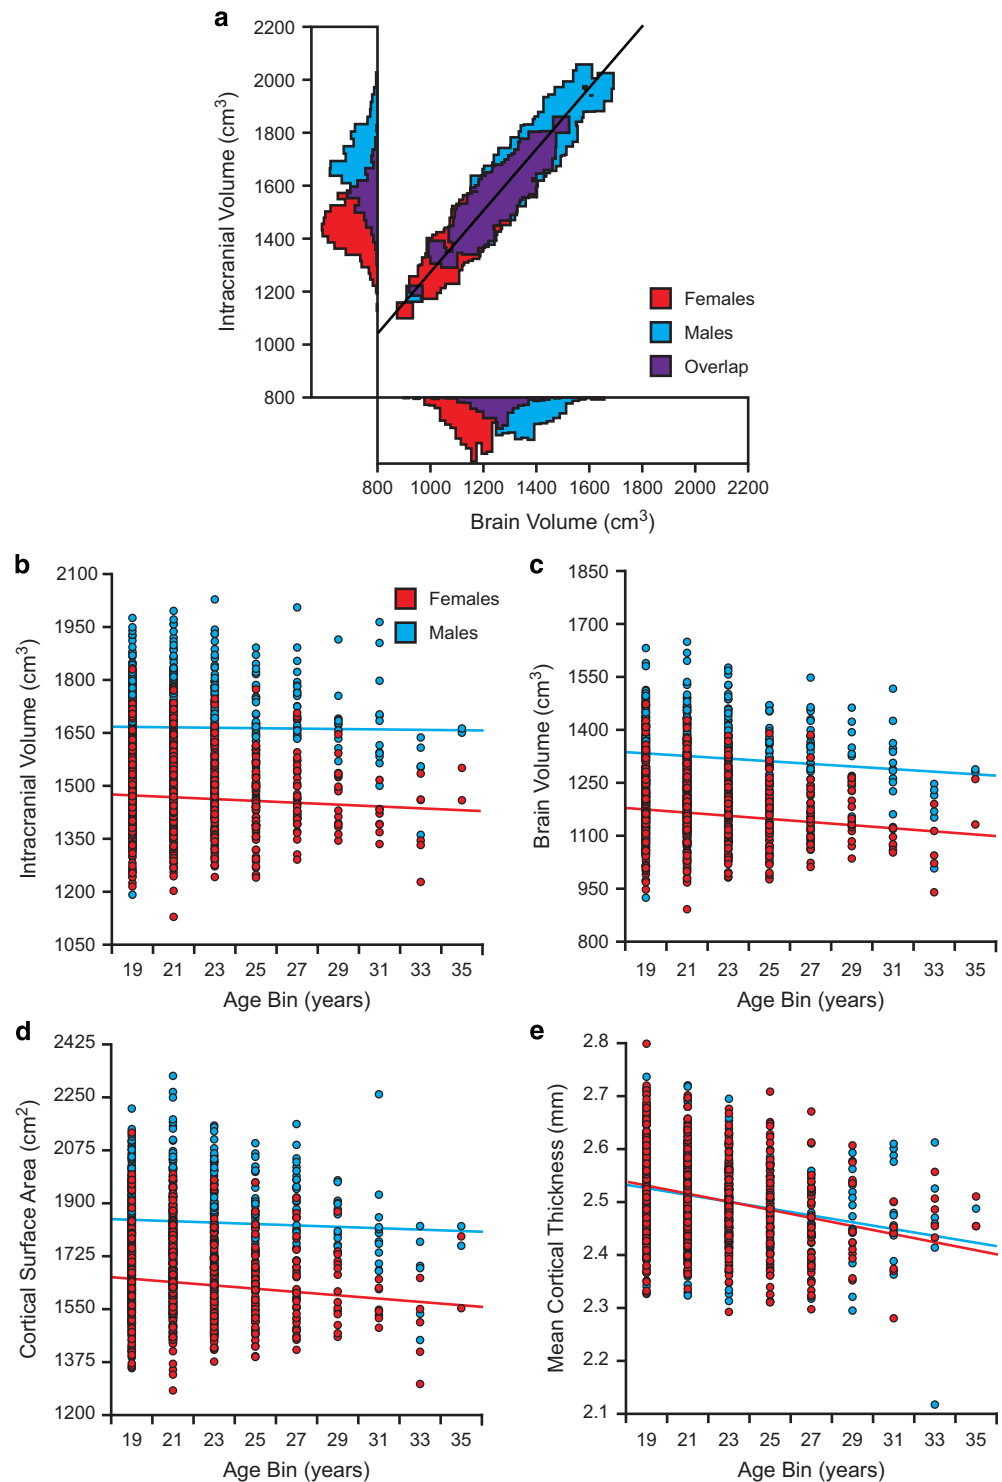 a
Intracranial Volume (cm³)
2200
2000
1800
1600
1400
1200
1000
800
Females
Males
Overlap
800 1000 1200 1400 1600 1800 2000 2200
Brain Volume (cm³)
b
Intracranial Volume (cm³)
2100
1950
1800
1650
1500
1350
1200
1050
Females
Males
19 21 23 25 27 29 31 33 35
Age Bin (years)
c
Brain Volume (cm³)
1850
1700
1550
1400
1250
1100
950
800
19 21 23 25 27 29 31 33 35
Age Bin (years)
d
Cortical Surface Area (cm²)
2425
2250
2075
1900
1725
1550
1375
1200
19 21 23 25 27 29 31 33 35
Age Bin (years)
e
Mean Cortical Thickness (mm)
2.8
2.7
2.6
2.5
2.4
2.3
2.2
2.1
19 21 23 25 27 29 31 33 35
Age Bin (years)